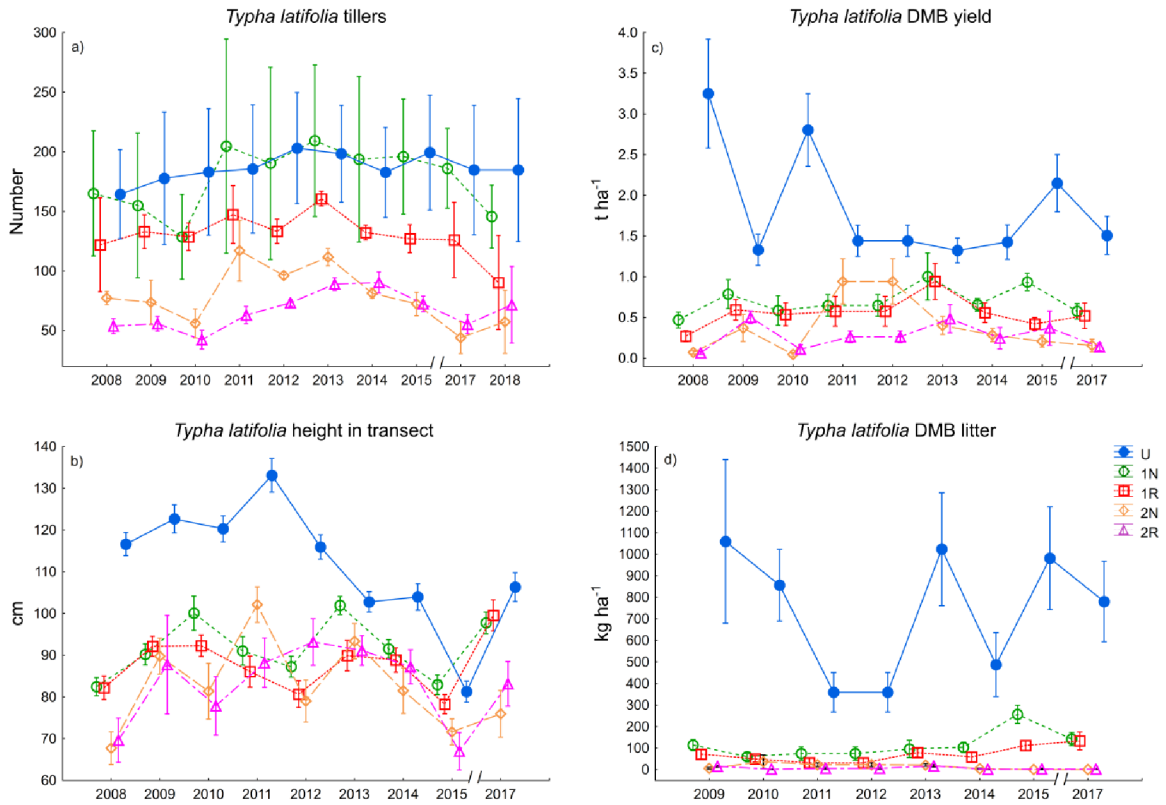 Typha latifolia tillers
a)
Number
300
250
200
150
100
50
2008 2009 2010 2011 2012 2013 2014 2015 2017 2018
Typha latifolia DMB yield
c)
t ha-1
4.0
3.5
3.0
2.5
2.0
1.5
1.0
0.5
0.0
2008 2009 2010 2011 2012 2013 2014 2015 2017
Typha latifolia height in transect
b)
cm
140
130
120
110
100
90
80
70
60
2008 2009 2010 2011 2012 2013 2014 2015 2017
Typha latifolia DMB litter
d)
kg ha-1
1500
1400
1300
1200
1100
1000
900
800
700
600
500
400
300
200
100
0
2009 2010 2011 2012 2013 2014 2015 2017
U
1N
1R
2N
2R